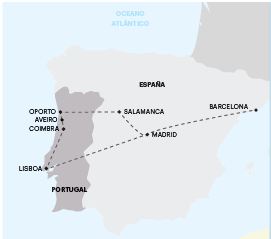 OCEANO
ATLÁNTICO
ESPAÑA
BARCELONA
OPORTO
SALAMANCA
AVEIRO
COIMBRA
MADRID
LISBOA
PORTUGAL